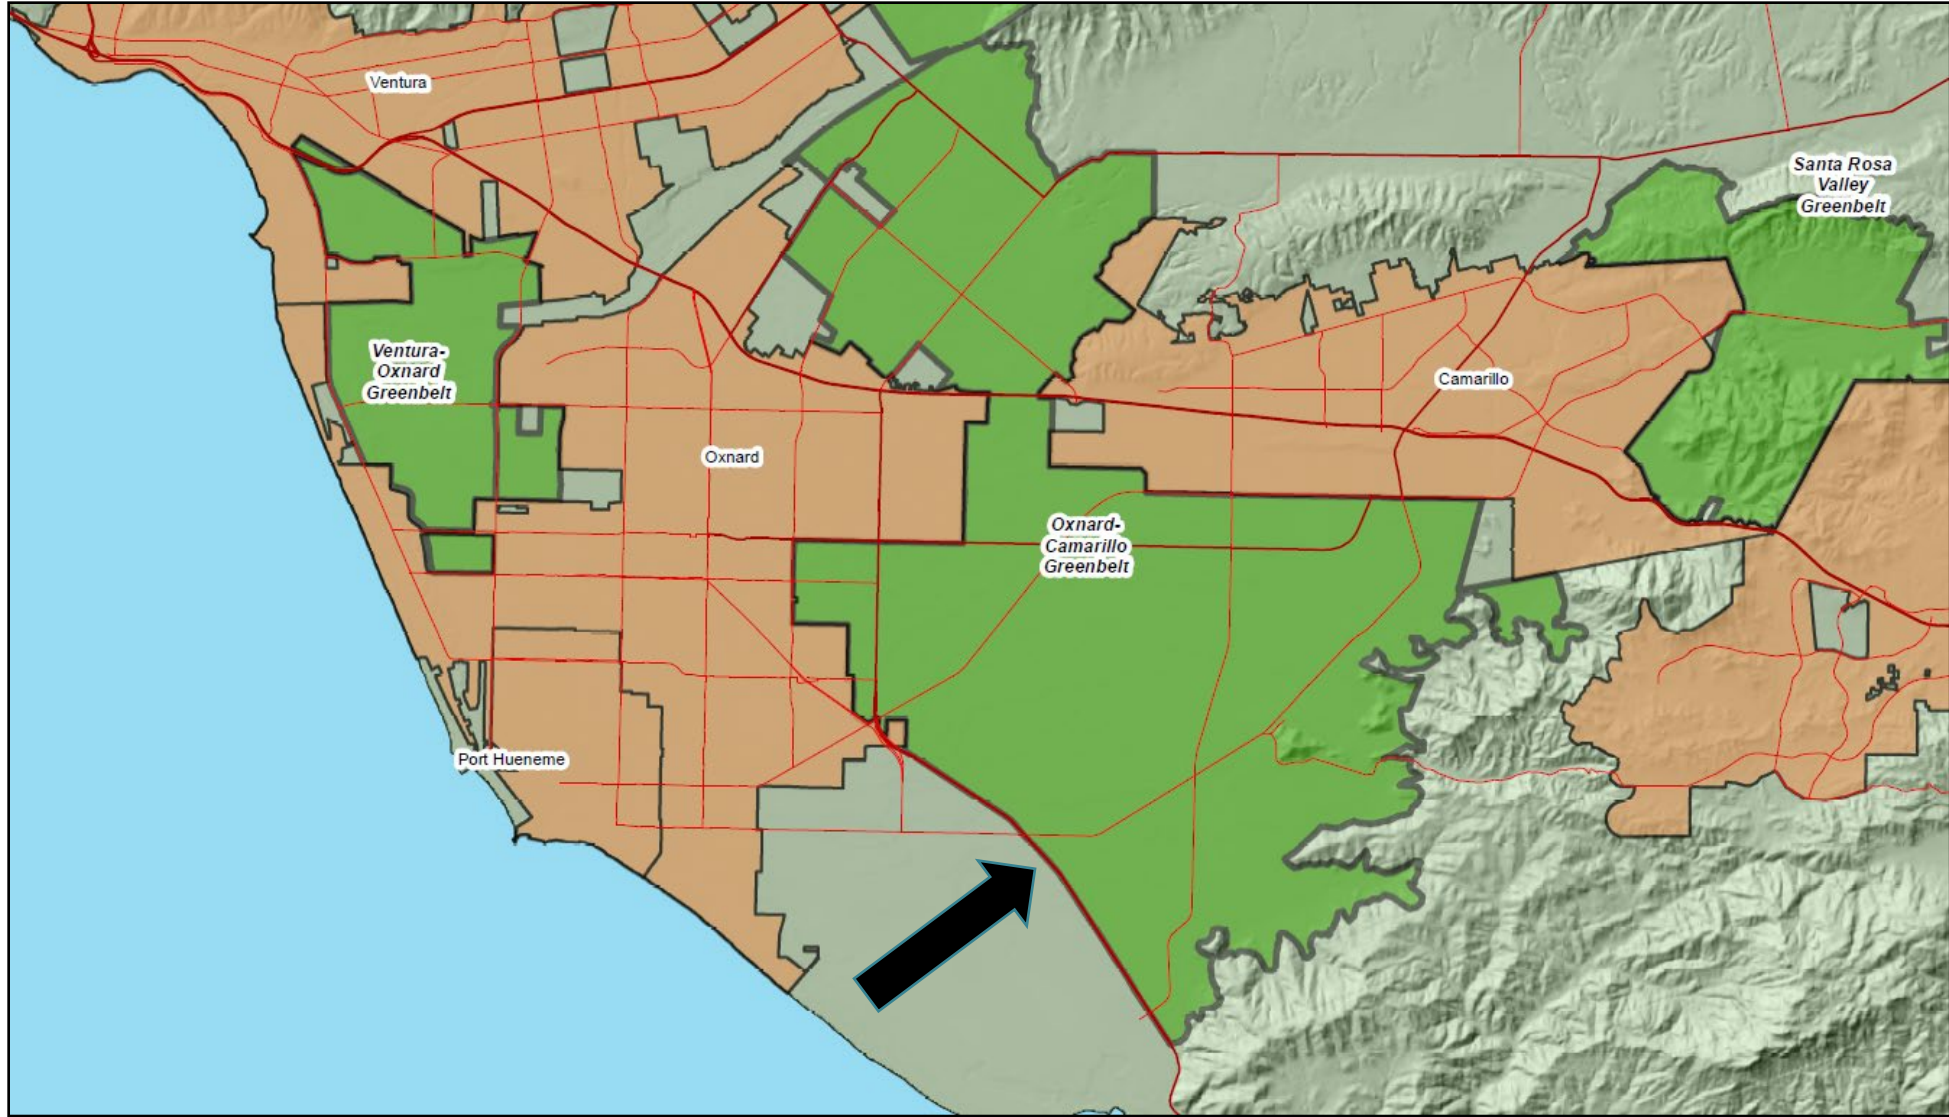 Ventura
Santa Rosa
Valley
Greenbelt
Ventura-
Oxnard
Greenbelt
Camarillo
Oxnard
Oxnard-
Camarillo
Greenbelt
Port Hueneme